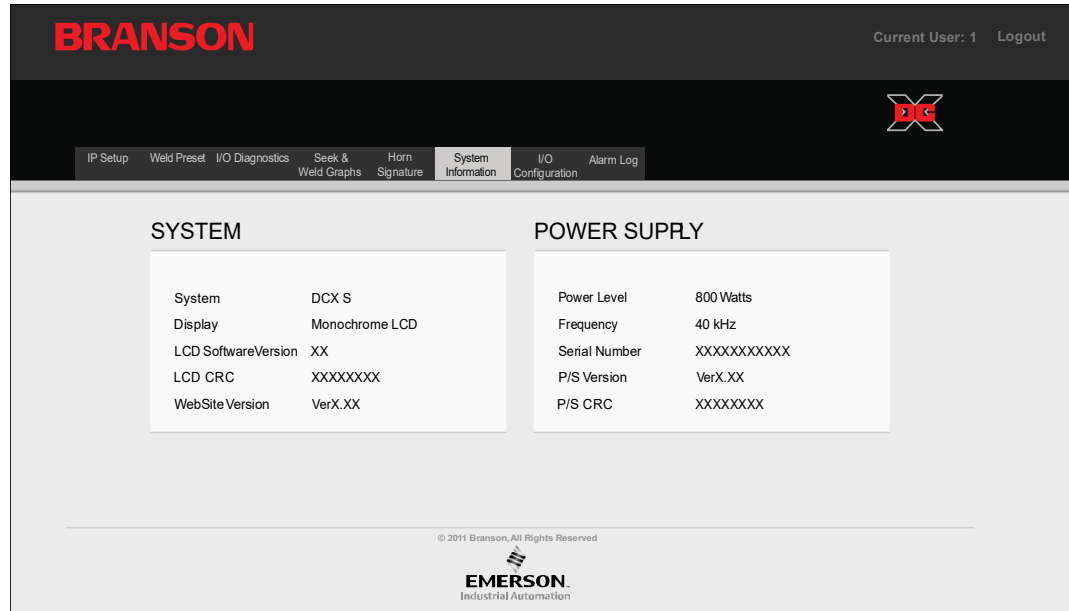 BRANSON
Current User: 1 Logout
DCX
IP Setup Weld Preset I/O Diagnostics Seek & Weld Graphs Horn Signature System Information I/O Configuration Alarm Log
SYSTEM
System DCX S
Display Monochrome LCD
LCD SoftwareVersion XX
LCD CRC XXXXXXXX
WebSite Version VerX.XX
POWER SUPPLY
Power Level 800 Watts
Frequency 40 kHz
Serial Number XXXXXXXXXXX
P/S Version VerX.XX
P/S CRC XXXXXXXX
© 2011 Branson, All Rights Reserved
EMERSON
Industrial Automation